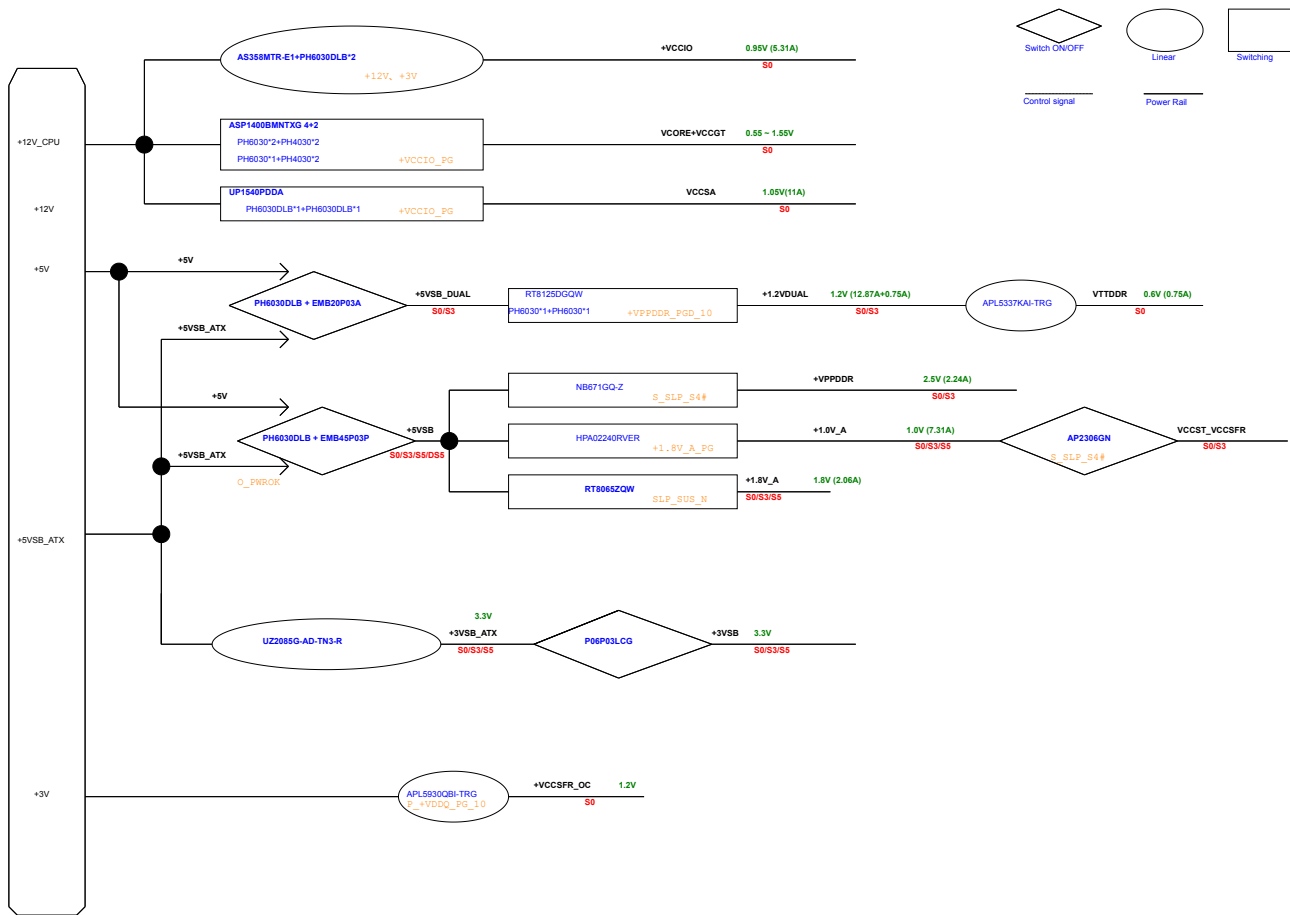 Switch ON/OFF
Linear
Switching
Control signal
Power Rail
+12V_CPU
+12V
+5V
+5VSB_ATX
+3V
AS358MTR-E1+PH6030DLB*2
+12V、+3V
+VCCIO
0.95V (5.31A)
S0
ASP1400BMNTXG 4+2
PH6030*2+PH4030*2
PH6030*1+PH4030*2
+VCCIO_PG
VCORE+VCCGT
0.55 ~ 1.55V
S0
UP1540PDDA
PH6030DLB*1+PH6030DLB*1
+VCCIO_PG
VCCSA
1.05V(11A)
S0
+5V
PH6030DLB + EMB20P03A
+5VSB_ATX
+5VSB_DUAL
S0/S3
RT8125DGQW
PH6030*1+PH6030*1
+VPPDDR_PGD_10
+1.2VDUAL
1.2V (12.87A+0.75A)
S0/S3
APL5337KAI-TRG
VTTDDR
0.6V (0.75A)
S0
+5V
PH6030DLB + EMB45P03P
+5VSB_ATX
O_PWROK
+5VSB
S0/S3/S5/DS5
NB671GQ-Z
S_SLP_S4#
+VPPDDR
2.5V (2.24A)
S0/S3
HPA02240RVER
+1.8V_A_PG
+1.0V_A
1.0V (7.31A)
S0/S3/S5
AP2306GN
S_SLP_S4#
VCCST_VCCSFR
S0/S3
RT8065ZQW
SLP_SUS_N
+1.8V_A
1.8V (2.06A)
S0/S3/S5
UZ2085G-AD-TN3-R
3.3V
+3VSB_ATX
S0/S3/S5
P06P03LCG
+3VSB
3.3V
S0/S3/S5
APL5930QBI-TRG
P_+VDDQ_PG_10
+VCCSFR_OC
1.2V
S0